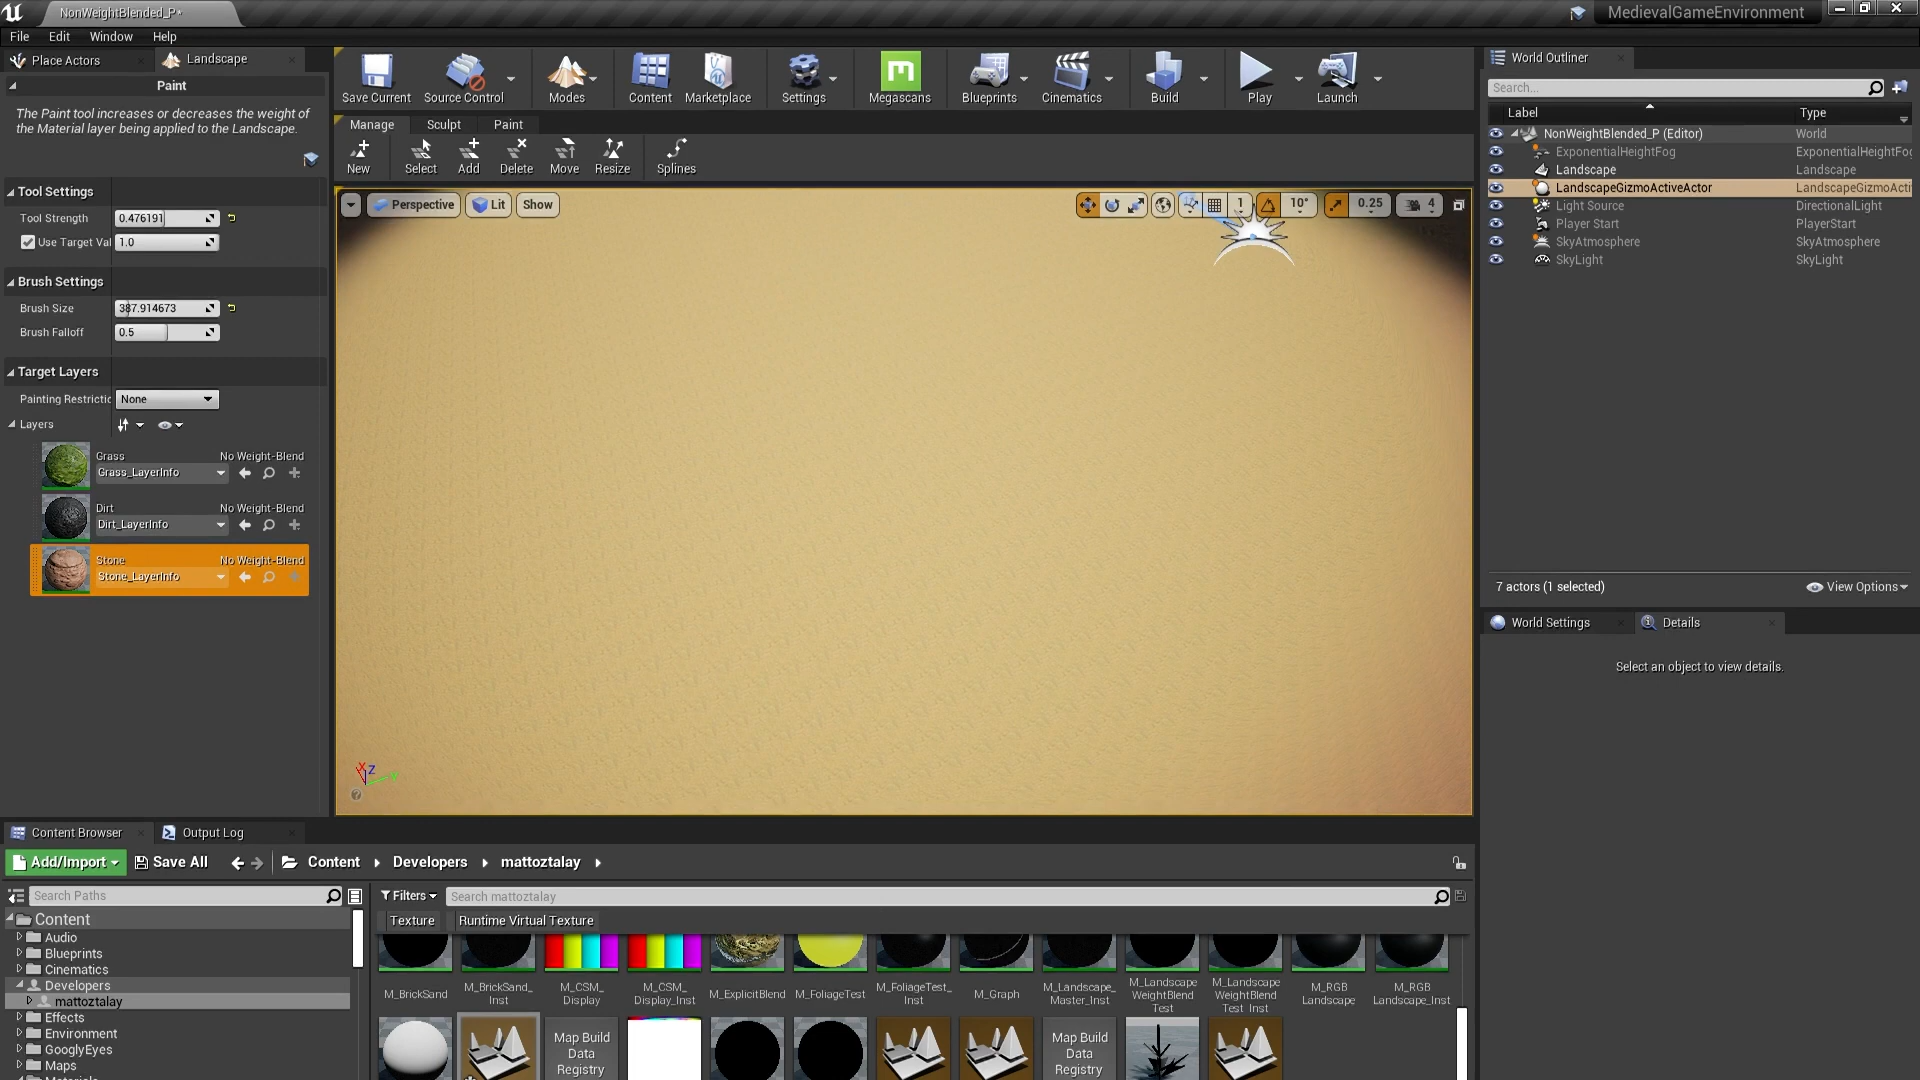 NonWeightBlended_P*
MedievalGameEnvironment
File
Edit
Window
Help
Place Actors
Landscape
Paint
The Paint tool increases or decreases the weight of
the Material layer being applied to the Landscape.
Tool Settings
Tool Strength
0.476191
Use Target Val
1.0
Brush Settings
Brush Size
387.914673
Brush Falloff
0.5
Target Layers
Painting Restrictic
None
Layers
Grass
No Weight-Blend
Grass_LayerInfo
Dirt
No Weight-Blend
Dirt_LayerInfo
Stone
No Weight-Blend
Stone_LayerInfo
Save Current
Source Control
Modes
Content
Marketplace
Settings
Megascans
Blueprints
Cinematics
Build
Play
Launch
Manage
Sculpt
Paint
New
Select
Add
Delete
Move
Resize
Splines
Perspective
Lit
Show
1
10°
0.25
4
X
Z
Y
World Outliner
Search...
Label
Type
NonWeightBlended_P (Editor)
World
ExponentialHeightFog
ExponentialHeightFog
Landscape
Landscape
LandscapeGizmoActiveActor
LandscapeGizmoActi
Light Source
DirectionalLight
Player Start
PlayerStart
SkyAtmosphere
SkyAtmosphere
SkyLight
SkyLight
7 actors (1 selected)
View Options
World Settings
Details
Select an object to view details.
Content Browser
Output Log
Add/Import
Save All
Content
Developers
mattoztalay
Search Paths
Filters
Search mattoztalay
Texture
Runtime Virtual Texture
Content
Audio
Blueprints
Cinematics
Developers
mattoztalay
Effects
Environment
GooglyEyes
Maps
Materials
M_BrickSand
M_BrickSand_
Inst
M_CSM_
Display
M_CSM_
Display_Inst
M_ExplicitBlend
M_FoliageTest
M_FoliageTest_
Inst
M_Graph
M_Landscape_
Master_Inst
M_Landscape
WeightBlend
Test
M_Landscape
WeightBlend
Test_Inst
M_RGB
Landscape
M_RGB
Landscape_Inst
Map Build
Data
Registry
Map Build
Data
Registry